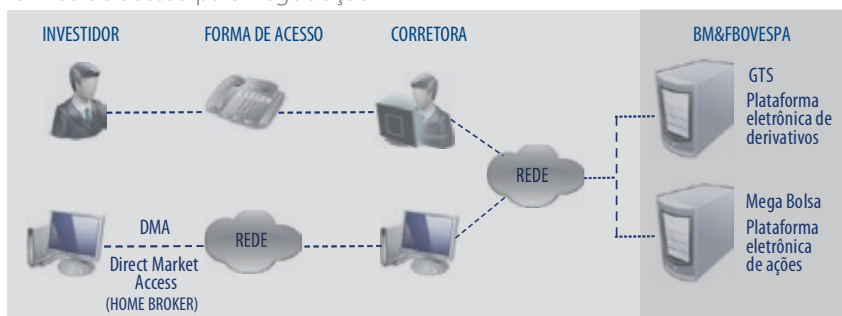 INVESTIDOR
FORMA DE ACESSO
CORRETORA
BM&FBOVESPA
GTS
Plataforma
eletrônica de
derivativos
REDE
DMA
REDE
Direct Market
Access
(HOME BROKER)
Mega Bolsa
Plataforma
eletrônica
de ações